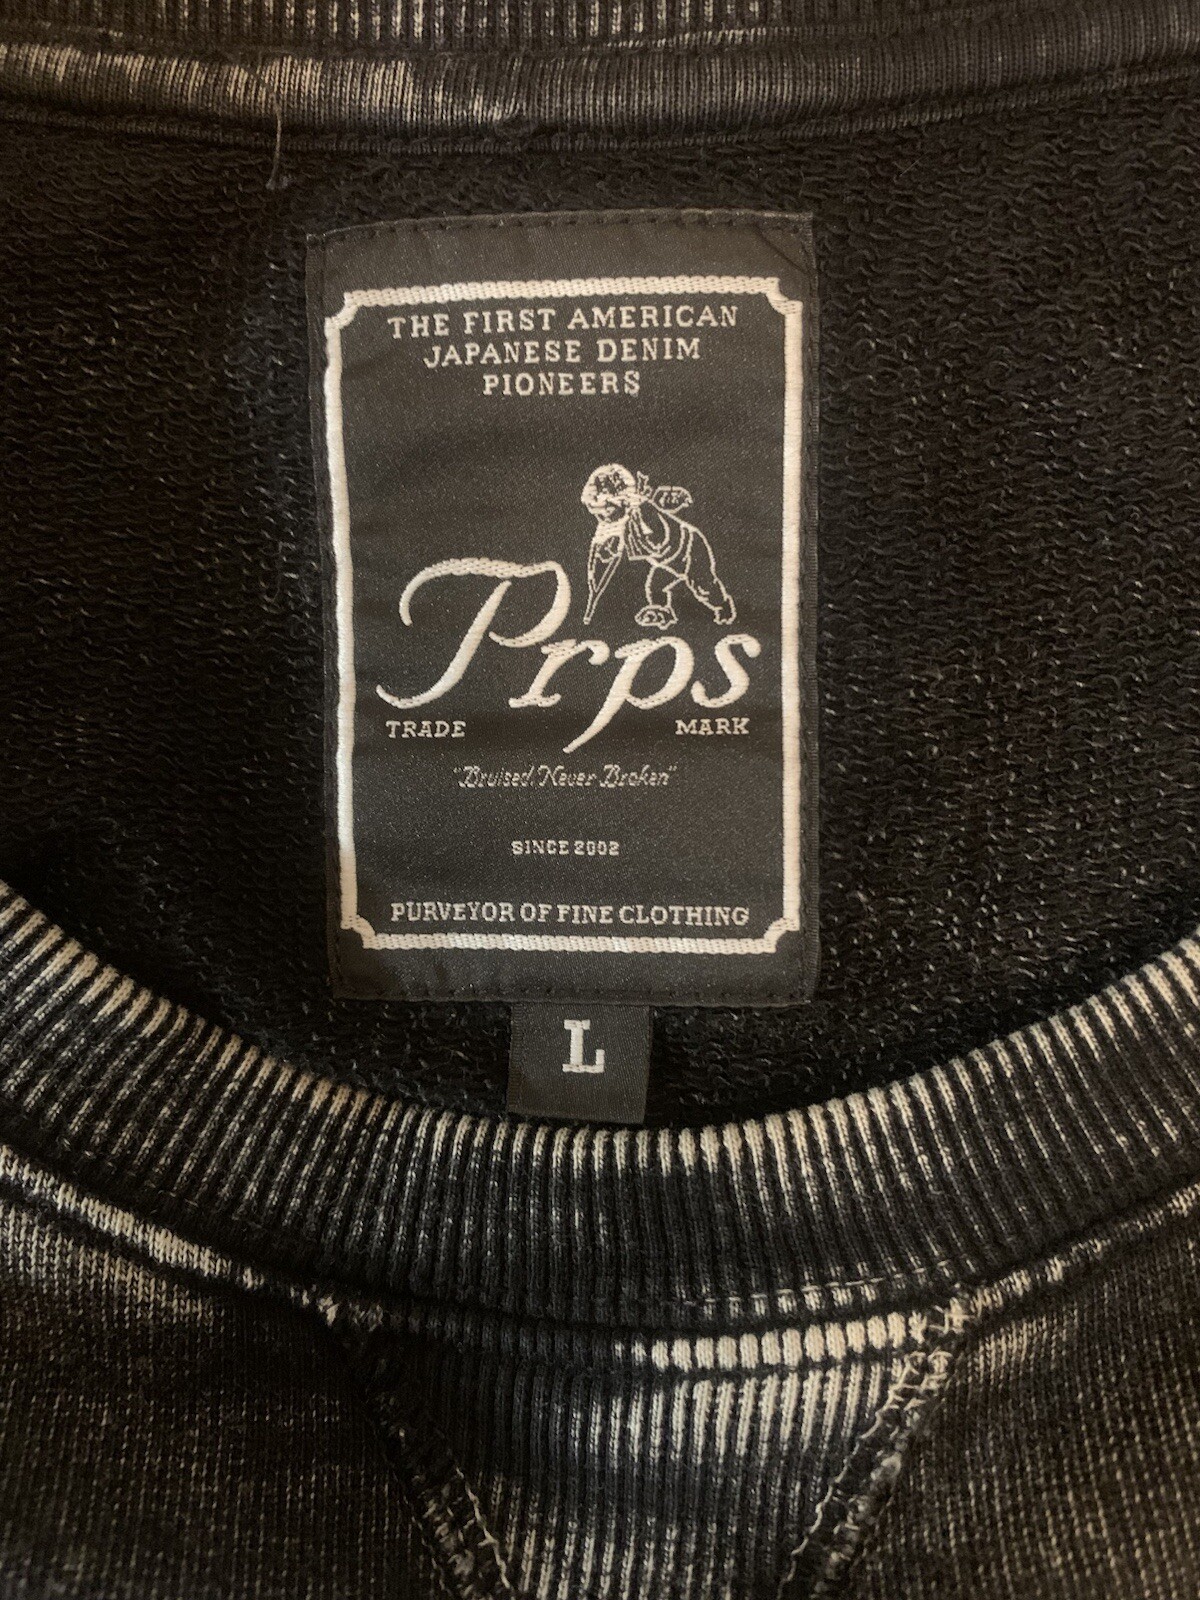 THE FIRST AMERICAN
JAPANESE DENIM
PIONEERS
Prps
TRADE MARK
"Bruised, Never Broken"
SINCE 2002
PURVEYOR OF FINE CLOTHING
L